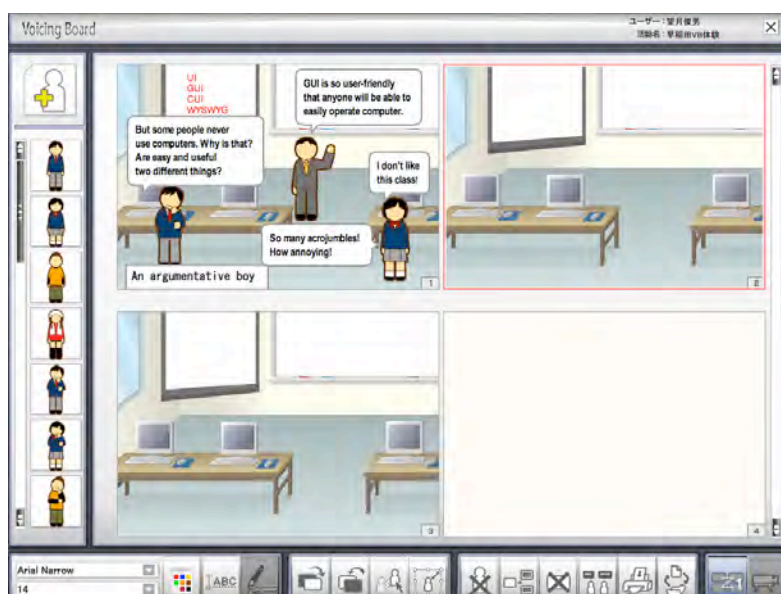 Voicing Board
ユーザー：望月俊男
活動名：早稲田VB体験
UI
GUI
CUI
WYSWYG
GUI is so user-friendly
that anyone will be able to
easily operate computer.
But some people never
use computers. Why is that?
Are easy and useful
two different things?
I don't like
this class!
So many acrojumbles!
How annoying!
An argumentative boy
1
2
3
4
Arial Narrow
14
ABC